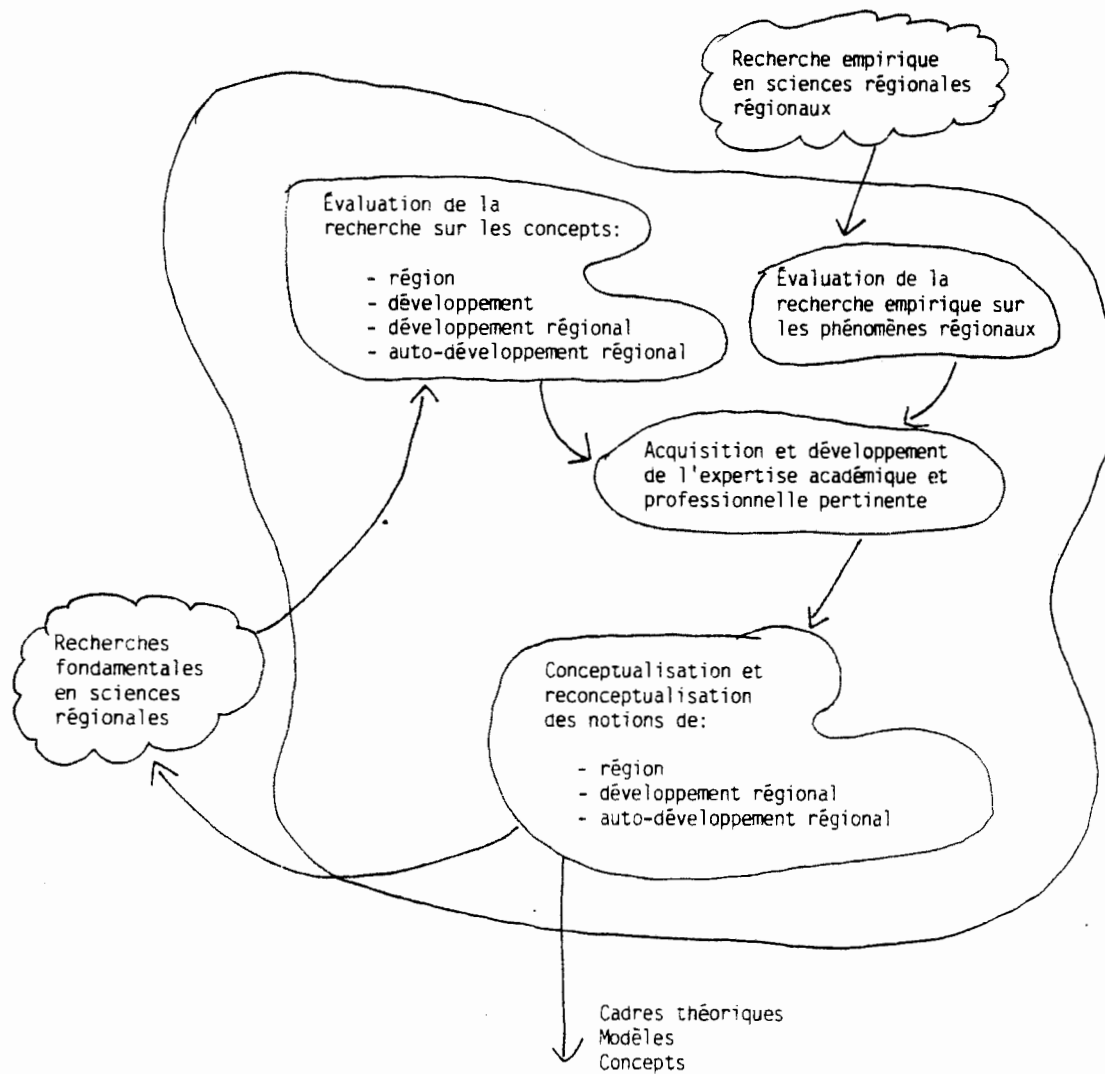 Recherche empirique
en sciences régionales
régionaux
Évaluation de la
recherche sur les concepts:
- région
- développement
- développement régional
- auto-développement régional
Évaluation de la
recherche empirique sur
les phénomènes régionaux
Acquisition et développement
de l'expertise académique et
professionnelle pertinente
Recherches
fondamentales
en sciences
régionales
Conceptualisation et
reconceptualisation
des notions de:
- région
- développement régional
- auto-développement régional
Cadres théoriques
Modèles
Concepts